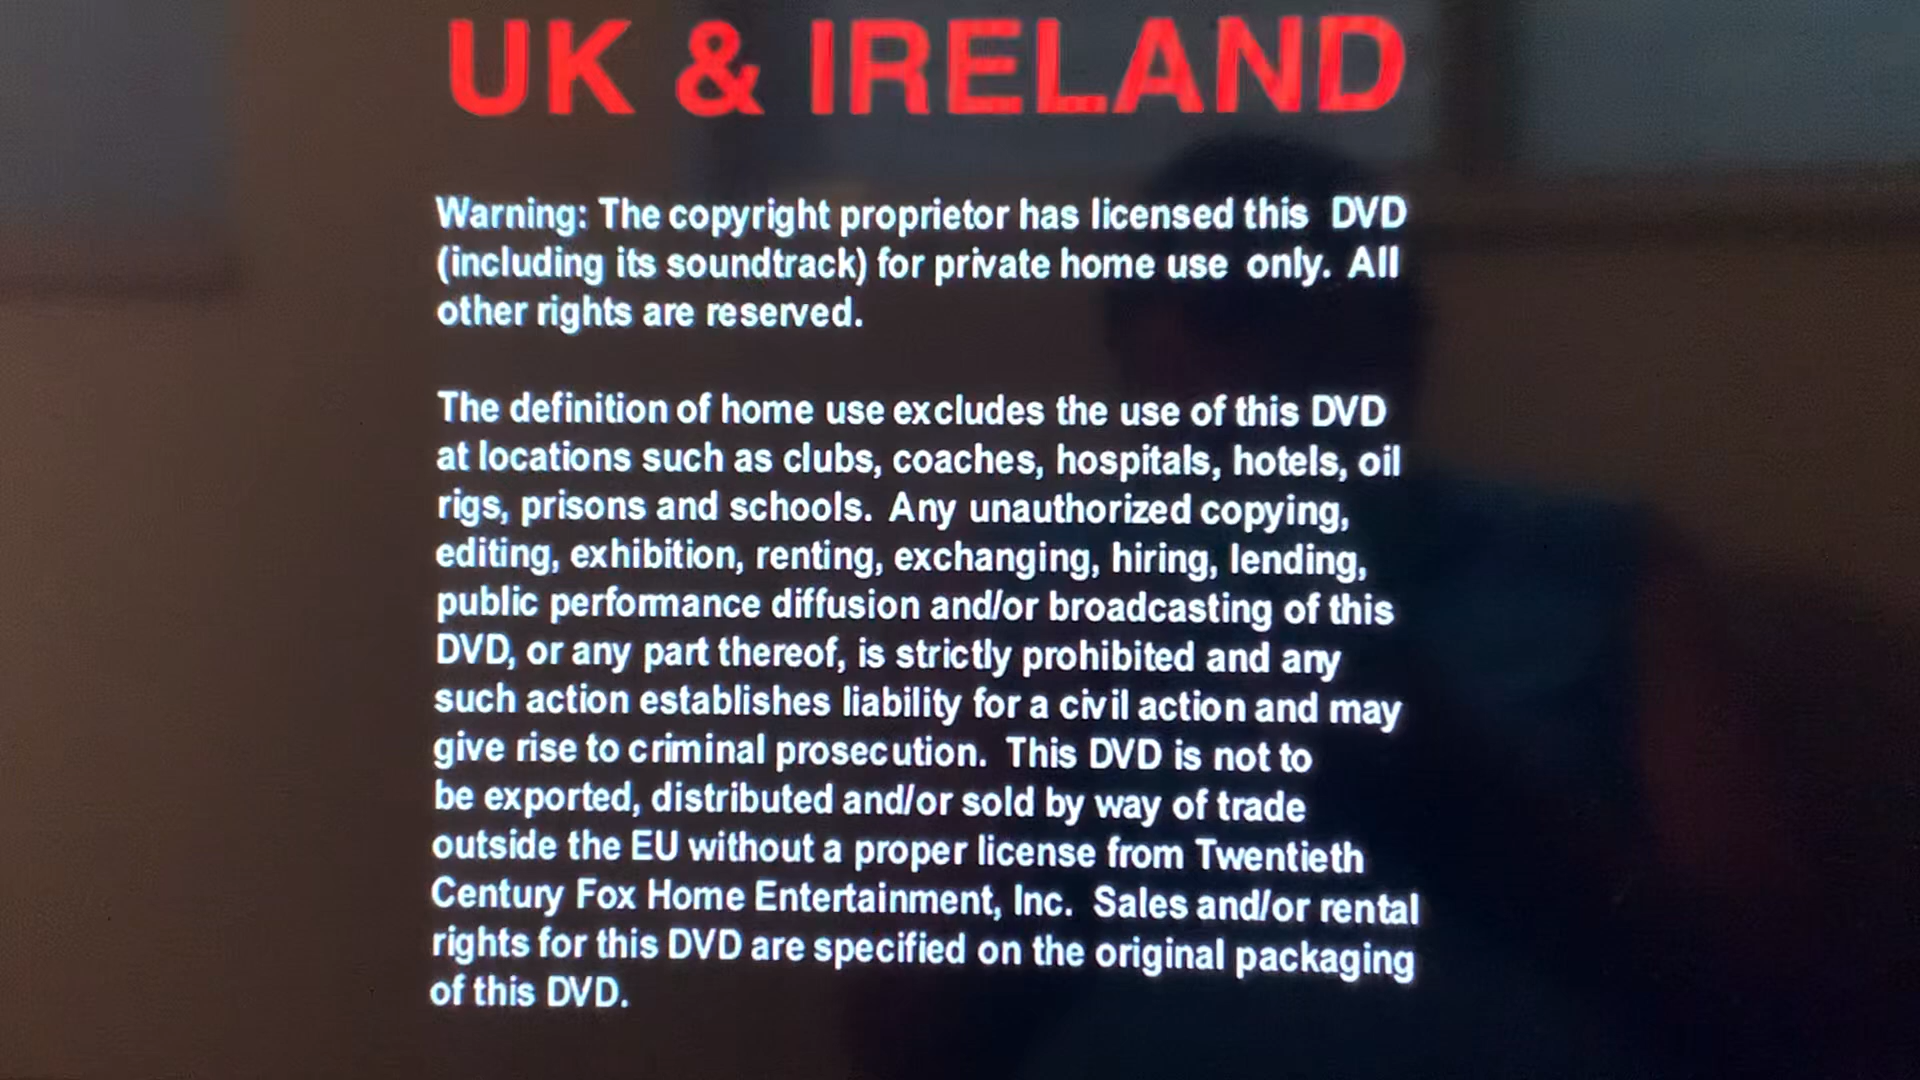 UK & IRELAND
Warning: The copyright proprietor has licensed this DVD
(including its soundtrack) for private home use only. All
other rights are reserved.
The definition of home use excludes the use of this DVD
at locations such as clubs, coaches, hospitals, hotels, oil
rigs, prisons and schools. Any unauthorized copying,
editing, exhibition, renting, exchanging, hiring, lending,
public performance diffusion and/or broadcasting of this
DVD, or any part thereof, is strictly prohibited and any
such action establishes liability for a civil action and may
give rise to criminal prosecution. This DVD is not to
be exported, distributed and/or sold by way of trade
outside the EU without a proper license from Twentieth
Century Fox Home Entertainment, Inc. Sales and/or rental
rights for this DVD are specified on the original packaging
of this DVD.